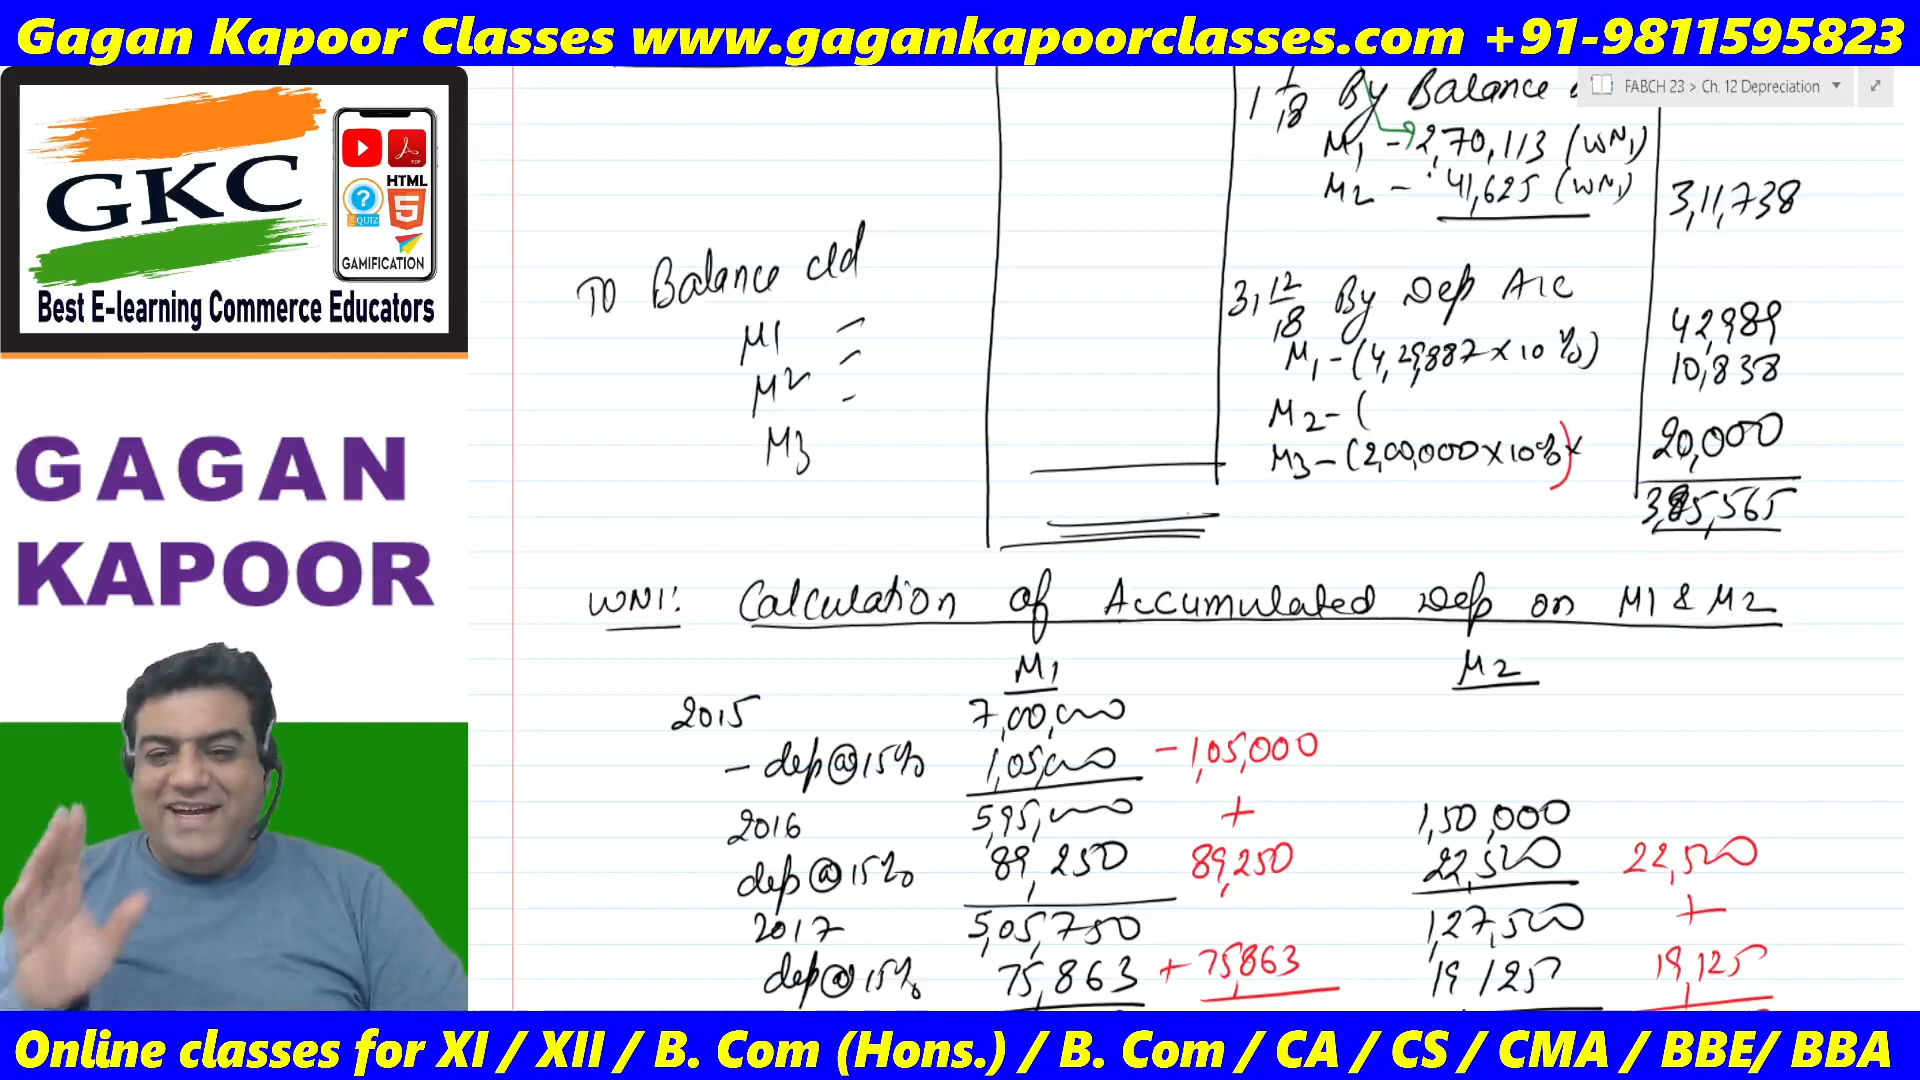 Gagan Kapoor Classes www.gagankapoorclasses.com +91-9811595823
GKC
HTML
5
QUIZ
PDF
GAMIFICATION
Best E-learning Commerce Educators
GAGAN
KAPOOR
FABCH 23 > Ch. 12 Depreciation
1 1/18 By Balance
M1 - 2,70,113 (WN1)
M2 - 41,625 (WN1)
3,11,738
To Balance c/d
M1
M2
M3
31 12/18 By Dep A/c
M1 - (4,29,887 x 10%) 42,989
M2 - ( 10,838
M3 - (2,00,000 x 10% x 20,000
3,85,565
WN1: Calculation of Accumulated Dep on M1 & M2
M1 M2
2015 7,00,000
- dep @ 15% 1,05,000 - 1,05,000
2016 5,95,000 + 1,50,000
dep @ 15% 89,250 89,250 22,500 22,500
2017 5,05,750 1,27,500 +
dep @ 15% 75,863 + 75,863 19,125 19,125
Online classes for XI / XII / B. Com (Hons.) / B. Com / CA / CS / CMA / BBE/ BBA